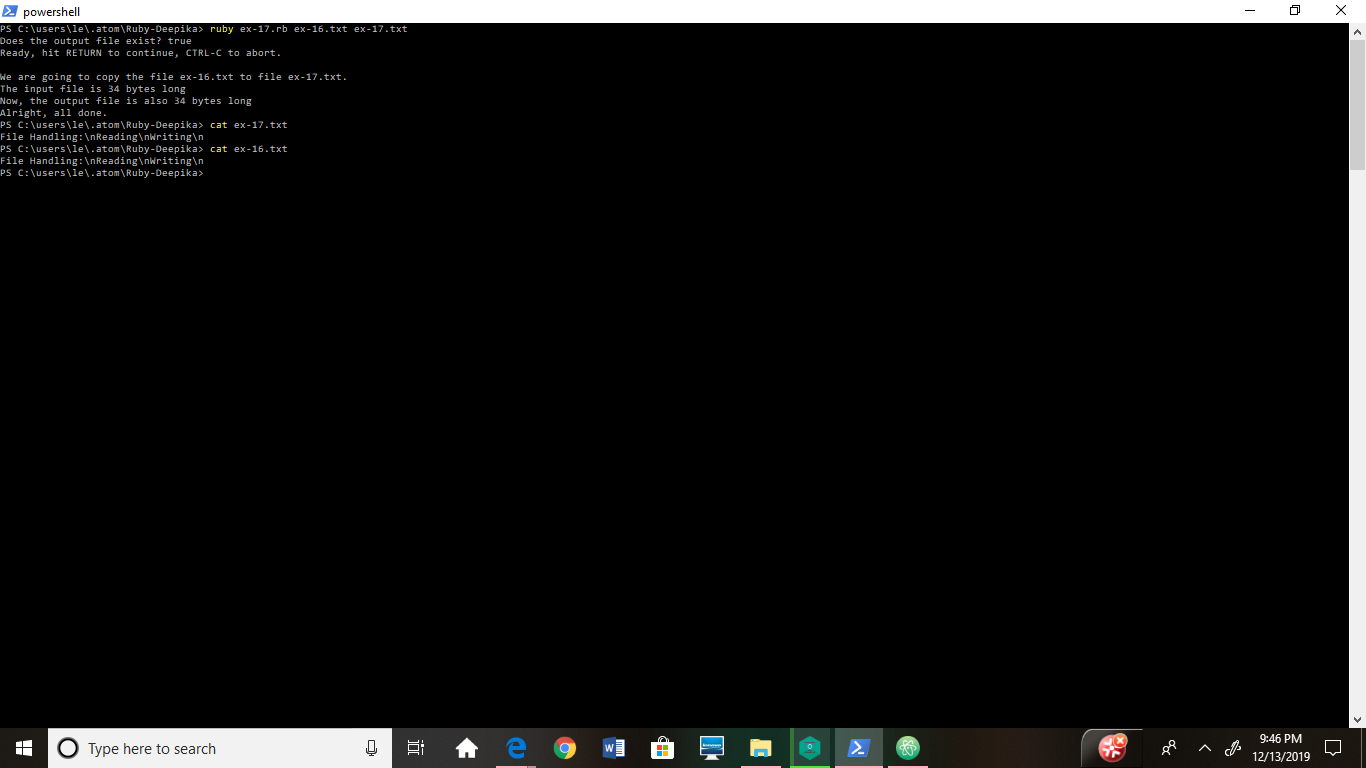 powershell
PS C:\users\le\.atom\Ruby-Deepika> ruby ex-17.rb ex-16.txt ex-17.txt
Does the output file exist? true
Ready, hit RETURN to continue, CTRL-C to abort.
We are going to copy the file ex-16.txt to file ex-17.txt.
The input file is 34 bytes long
Now, the output file is also 34 bytes long
Alright, all done.
PS C:\users\le\.atom\Ruby-Deepika> cat ex-17.txt
File Handling:\nReading\nWriting\n
PS C:\users\le\.atom\Ruby-Deepika> cat ex-16.txt
File Handling:\nReading\nWriting\n
PS C:\users\le\.atom\Ruby-Deepika>
Type here to search
9:46 PM
12/13/2019